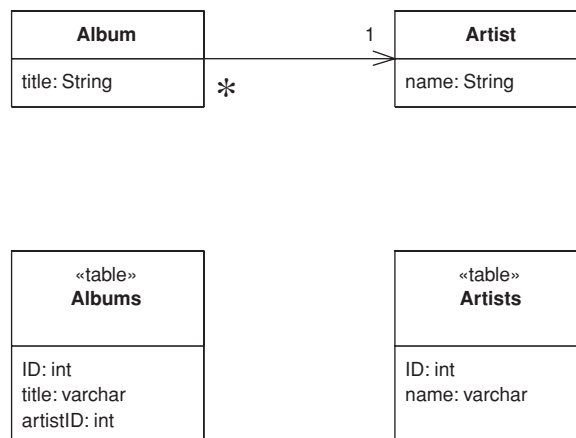 Album
1
Artist
title: String
*
name: String
«table»
Albums
«table»
Artists
ID: int
title: varchar
artistID: int
ID: int
name: varchar